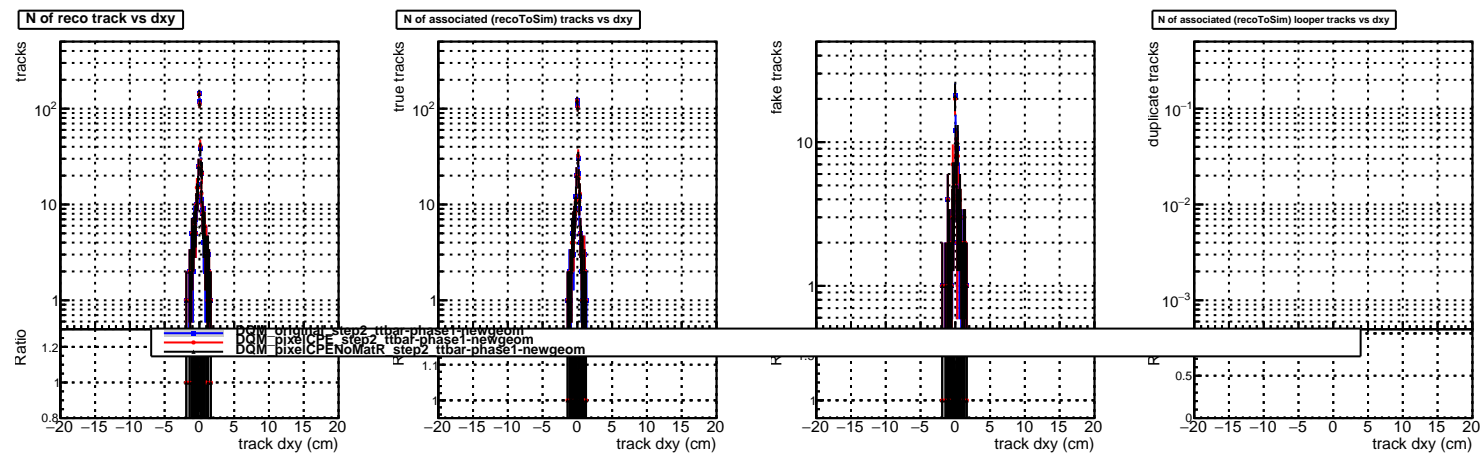 N of reco track vs dxy
tracks
10²
10
1
Ratio
1.2
1
0.8
−20 −15 −10 −5 0 5 10 15 20
track dxy (cm)
N of associated (recoToSim) tracks vs dxy
true tracks
10²
10
1
1.1
1
−20 −15 −10 −5 0 5 10 15 20
track dxy (cm)
fake tracks
10
1
1
−20 −15 −10 −5 0 5 10 15 20
track dxy (cm)
N of associated (recoToSim) looper tracks vs dxy
duplicate tracks
10⁻¹
10⁻²
10⁻³
0.5
0
−20 −15 −10 −5 0 5 10 15 20
track dxy (cm)
DQM_original_step2_ttbar-phase1-newgeom
DQM_pixelCPE_step2_ttbar-phase1-newgeom
DQM_pixelCPENoMatR_step2_ttbar-phase1-newgeom